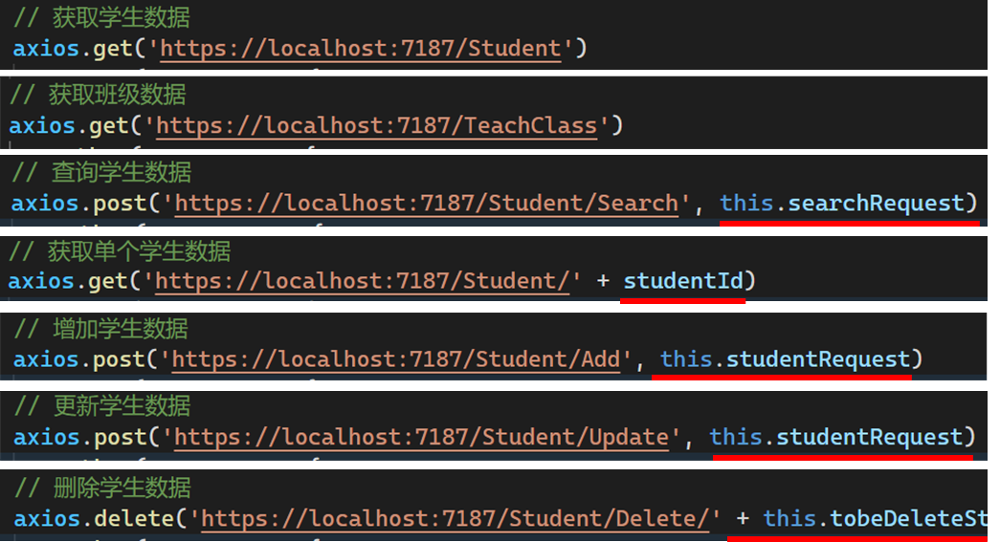 // 获取学生数据
axios.get('https://localhost:7187/Student')
// 获取班级数据
axios.get('https://localhost:7187/TeachClass')
// 查询学生数据
axios.post('https://localhost:7187/Student/Search', this.searchRequest)
// 获取单个学生数据
axios.get('https://localhost:7187/Student/' + studentId)
// 增加学生数据
axios.post('https://localhost:7187/Student/Add', this.studentRequest)
// 更新学生数据
axios.post('https://localhost:7187/Student/Update', this.studentRequest)
// 删除学生数据
axios.delete('https://localhost:7187/Student/Delete/' + this.tobeDeleteSt